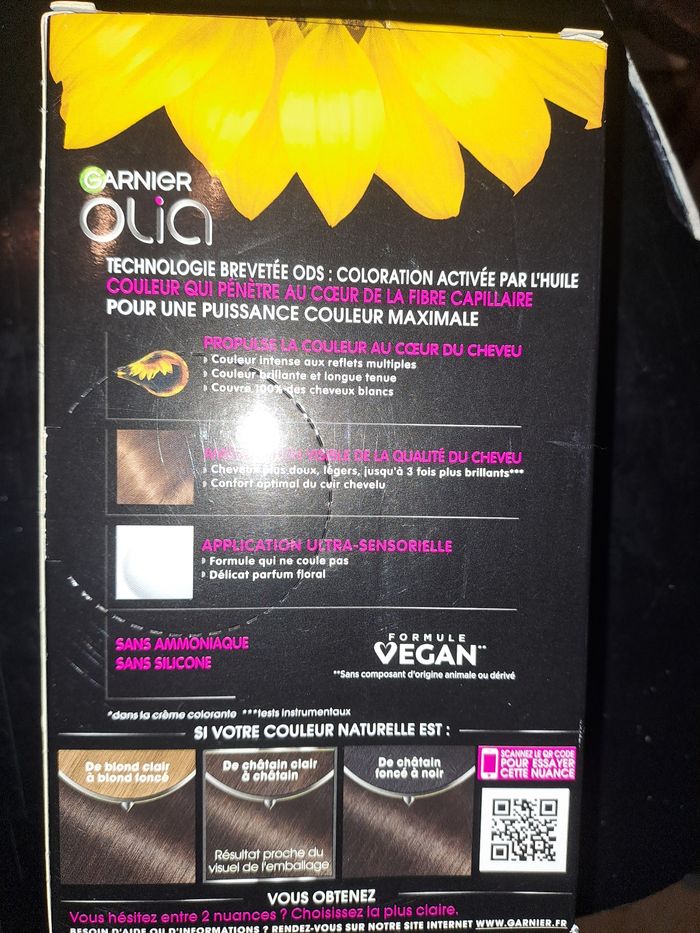 GARNIER
OLIA
TECHNOLOGIE BREVETÉE ODS : COLORATION ACTIVÉE PAR L'HUILE
COULEUR QUI PÉNÈTRE AU CŒUR DE LA FIBRE CAPILLAIRE
POUR UNE PUISSANCE COULEUR MAXIMALE
PROPULSE LA COULEUR AU CŒUR DU CHEVEU
Couleur intense aux reflets multiples
Couleur brillante et longue tenue
Couvre 100% des cheveux blancs
VISIBLE DE LA QUALITÉ DU CHEVEU
Cheveux plus doux, légers, jusqu'à 3 fois plus brillants***
Confort optimal du cuir chevelu
APPLICATION ULTRA-SENSORIELLE
Formule qui ne coule pas
Délicat parfum floral
SANS AMMONIAQUE
SANS SILICONE
FORMULE
VEGAN**
**Sans composant d'origine animale ou dérivé
*dans la crème colorante ***tests instrumentaux
SI VOTRE COULEUR NATURELLE EST :
De blond clair
à blond foncé
De châtain clair
à châtain
De châtain
foncé à noir
SCANNEZ LE QR CODE
POUR ESSAYER
CETTE NUANCE
Résultat proche du
visuel de l'emballage
VOUS OBTENEZ
Vous hésitez entre 2 nuances ? Choisissez la plus claire.
BESOIN D'AIDE OU D'INFORMATIONS ? RENDEZ-VOUS SUR NOTRE SITE INTERNET WWW.GARNIER.FR